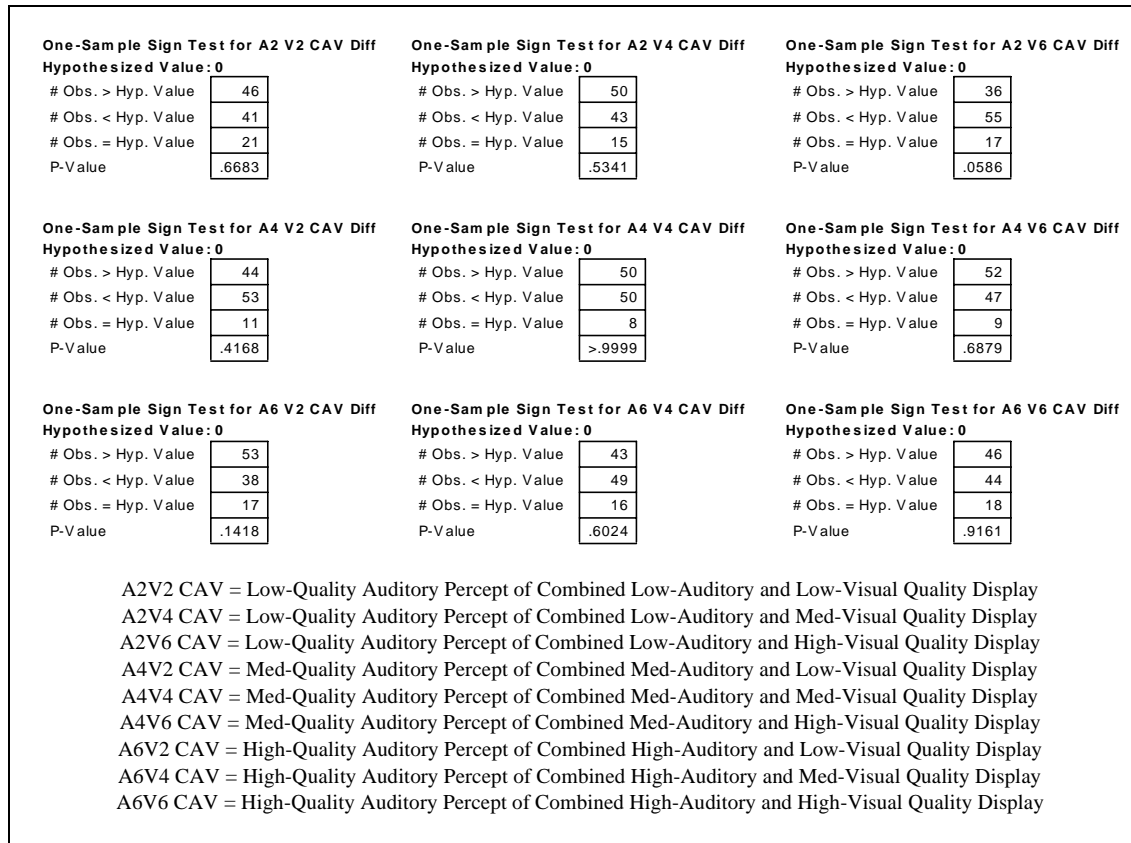 One-Sample Sign Test for A2 V2 CAV Diff
Hypothesized Value: 0
# Obs. > Hyp. Value 46
# Obs. < Hyp. Value 41
# Obs. = Hyp. Value 21
P-Value .6683
One-Sample Sign Test for A2 V4 CAV Diff
Hypothesized Value: 0
# Obs. > Hyp. Value 50
# Obs. < Hyp. Value 43
# Obs. = Hyp. Value 15
P-Value .5341
One-Sample Sign Test for A2 V6 CAV Diff
Hypothesized Value: 0
# Obs. > Hyp. Value 36
# Obs. < Hyp. Value 55
# Obs. = Hyp. Value 17
P-Value .0586
One-Sample Sign Test for A4 V2 CAV Diff
Hypothesized Value: 0
# Obs. > Hyp. Value 44
# Obs. < Hyp. Value 53
# Obs. = Hyp. Value 11
P-Value .4168
One-Sample Sign Test for A4 V4 CAV Diff
Hypothesized Value: 0
# Obs. > Hyp. Value 50
# Obs. < Hyp. Value 50
# Obs. = Hyp. Value 8
P-Value >.9999
One-Sample Sign Test for A4 V6 CAV Diff
Hypothesized Value: 0
# Obs. > Hyp. Value 52
# Obs. < Hyp. Value 47
# Obs. = Hyp. Value 9
P-Value .6879
One-Sample Sign Test for A6 V2 CAV Diff
Hypothesized Value: 0
# Obs. > Hyp. Value 53
# Obs. < Hyp. Value 38
# Obs. = Hyp. Value 17
P-Value .1418
One-Sample Sign Test for A6 V4 CAV Diff
Hypothesized Value: 0
# Obs. > Hyp. Value 43
# Obs. < Hyp. Value 49
# Obs. = Hyp. Value 16
P-Value .6024
One-Sample Sign Test for A6 V6 CAV Diff
Hypothesized Value: 0
# Obs. > Hyp. Value 46
# Obs. < Hyp. Value 44
# Obs. = Hyp. Value 18
P-Value .9161
A2V2 CAV = Low-Quality Auditory Percept of Combined Low-Auditory and Low-Visual Quality Display
A2V4 CAV = Low-Quality Auditory Percept of Combined Low-Auditory and Med-Visual Quality Display
A2V6 CAV = Low-Quality Auditory Percept of Combined Low-Auditory and High-Visual Quality Display
A4V2 CAV = Med-Quality Auditory Percept of Combined Med-Auditory and Low-Visual Quality Display
A4V4 CAV = Med-Quality Auditory Percept of Combined Med-Auditory and Med-Visual Quality Display
A4V6 CAV = Med-Quality Auditory Percept of Combined Med-Auditory and High-Visual Quality Display
A6V2 CAV = High-Quality Auditory Percept of Combined High-Auditory and Low-Visual Quality Display
A6V4 CAV = High-Quality Auditory Percept of Combined High-Auditory and Med-Visual Quality Display
A6V6 CAV = High-Quality Auditory Percept of Combined High-Auditory and High-Visual Quality Display